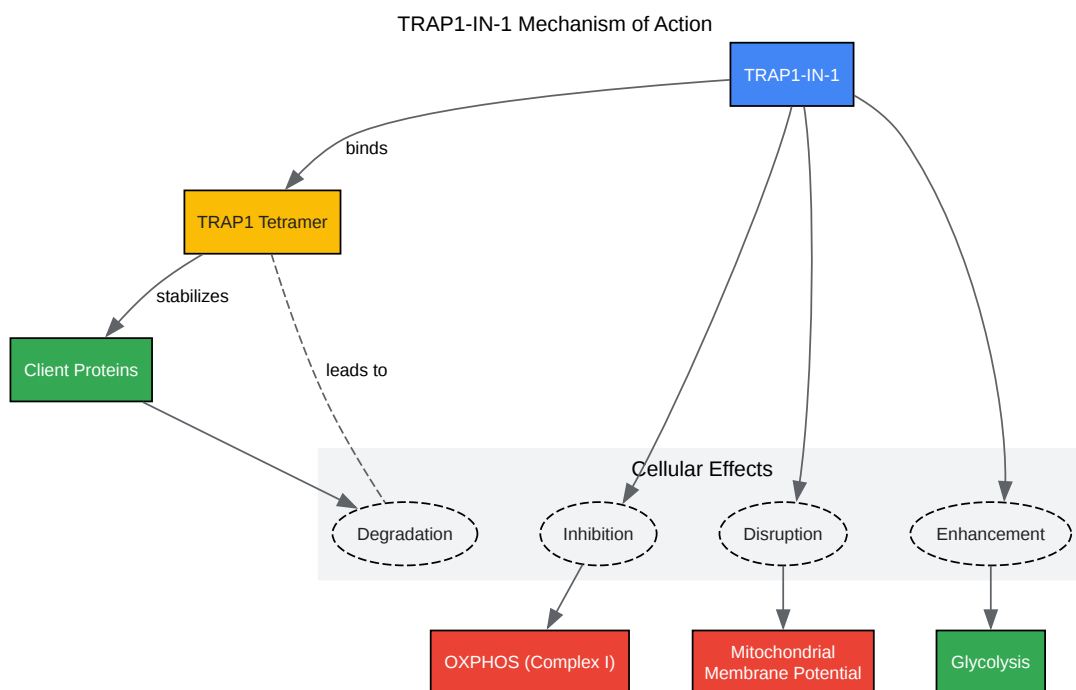 TRAP1-IN-1 Mechanism of Action
TRAP1-IN-1
binds
TRAP1 Tetramer
stabilizes
Client Proteins
leads to
Cellular Effects
Degradation
Inhibition
Disruption
Enhancement
OXPHOS (Complex I)
Mitochondrial
Membrane Potential
Glycolysis